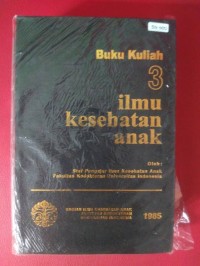 Buku Kuliah
3
ilmu
kesehatan
anak
Oleh:
Staf Pengajar Ilmu Kesehatan Anak
Fakultas Kedokteran Universitas Indonesia
1985